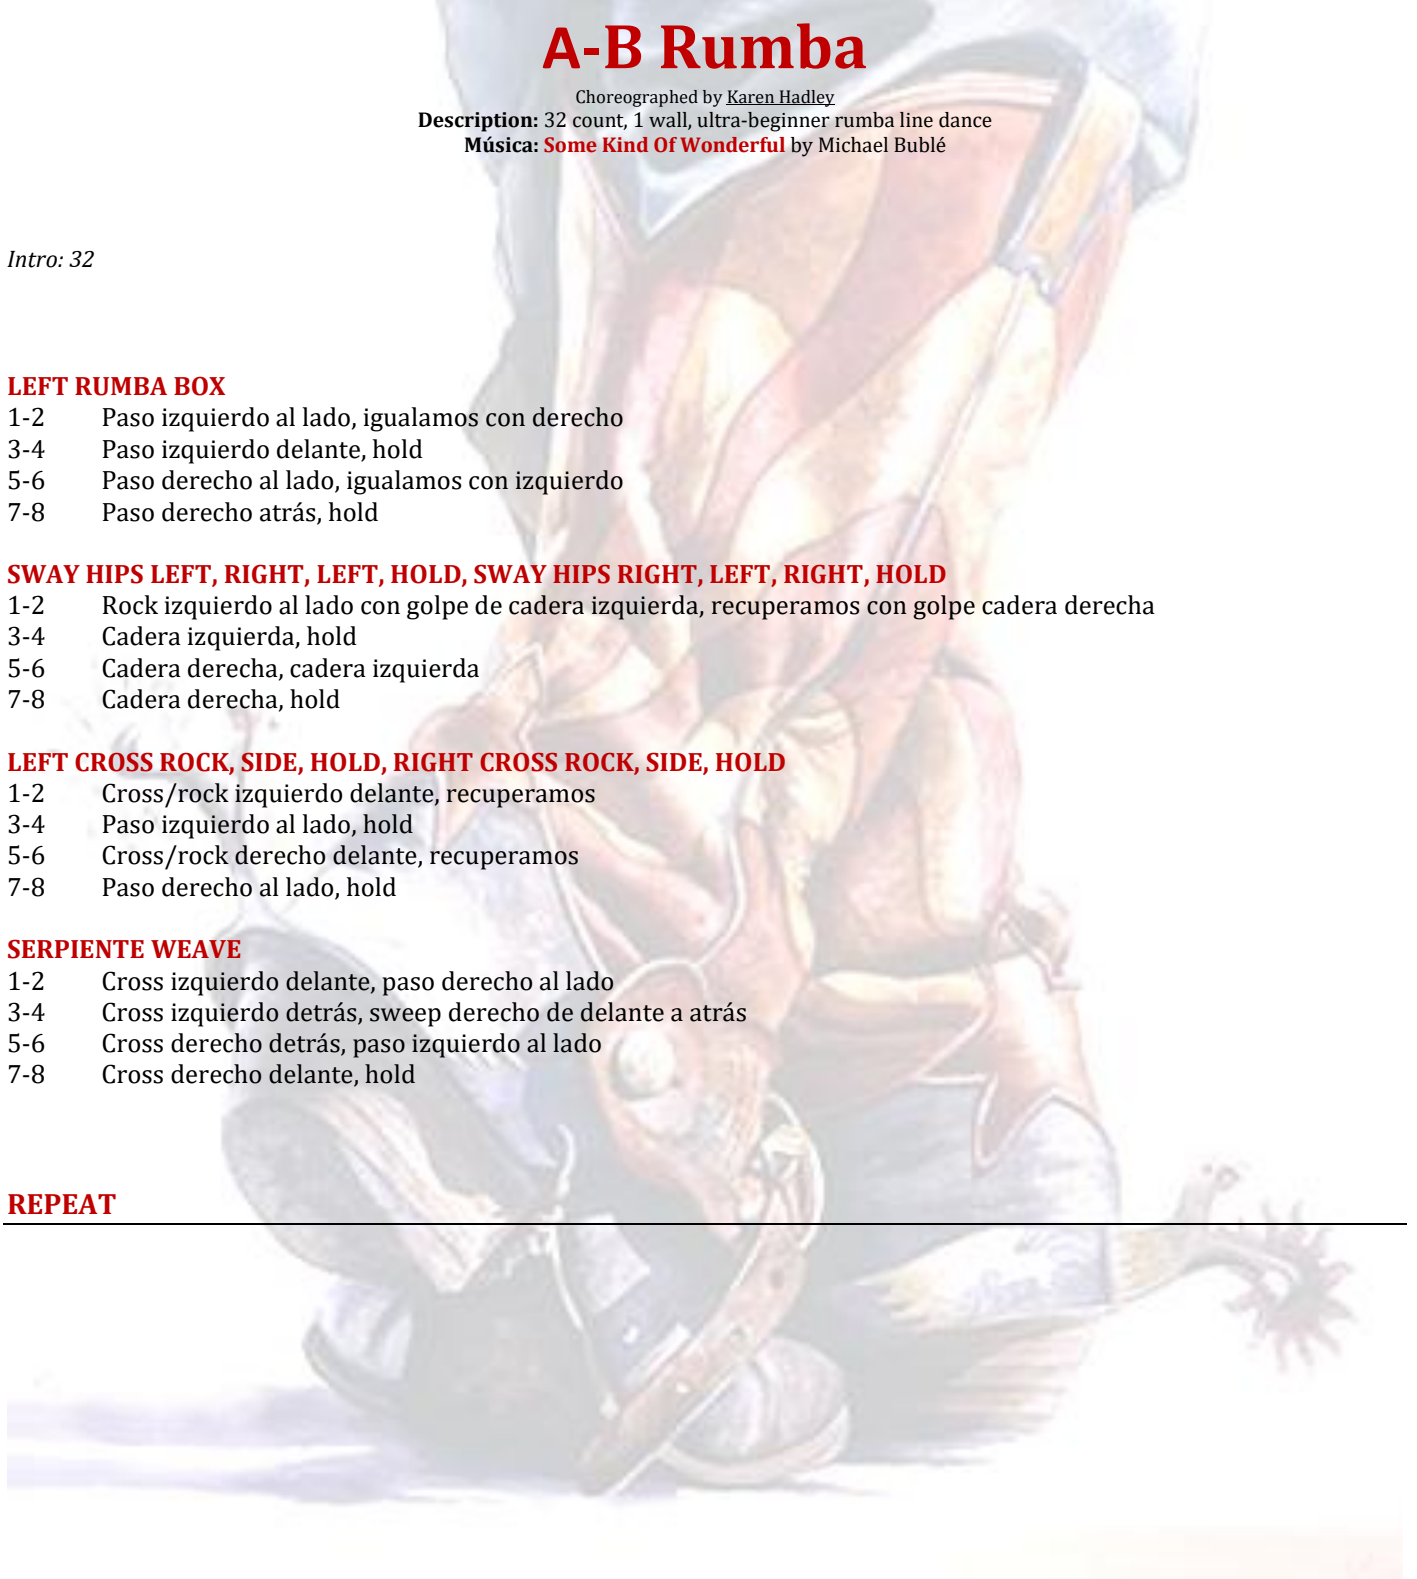 A-B Rumba
Choreographed by Karen Hadley
Description: 32 count, 1 wall, ultra-beginner rumba line dance
Música: Some Kind Of Wonderful by Michael Bublé
Intro: 32
LEFT RUMBA BOX
1-2 Paso izquierdo al lado, igualamos con derecho
3-4 Paso izquierdo delante, hold
5-6 Paso derecho al lado, igualamos con izquierdo
7-8 Paso derecho atrás, hold
SWAY HIPS LEFT, RIGHT, LEFT, HOLD, SWAY HIPS RIGHT, LEFT, RIGHT, HOLD
1-2 Rock izquierdo al lado con golpe de cadera izquierda, recuperamos con golpe cadera derecha
3-4 Cadera izquierda, hold
5-6 Cadera derecha, cadera izquierda
7-8 Cadera derecha, hold
LEFT CROSS ROCK, SIDE, HOLD, RIGHT CROSS ROCK, SIDE, HOLD
1-2 Cross/rock izquierdo delante, recuperamos
3-4 Paso izquierdo al lado, hold
5-6 Cross/rock derecho delante, recuperamos
7-8 Paso derecho al lado, hold
SERPIENTE WEAVE
1-2 Cross izquierdo delante, paso derecho al lado
3-4 Cross izquierdo detrás, sweep derecho de delante a atrás
5-6 Cross derecho detrás, paso izquierdo al lado
7-8 Cross derecho delante, hold
REPEAT